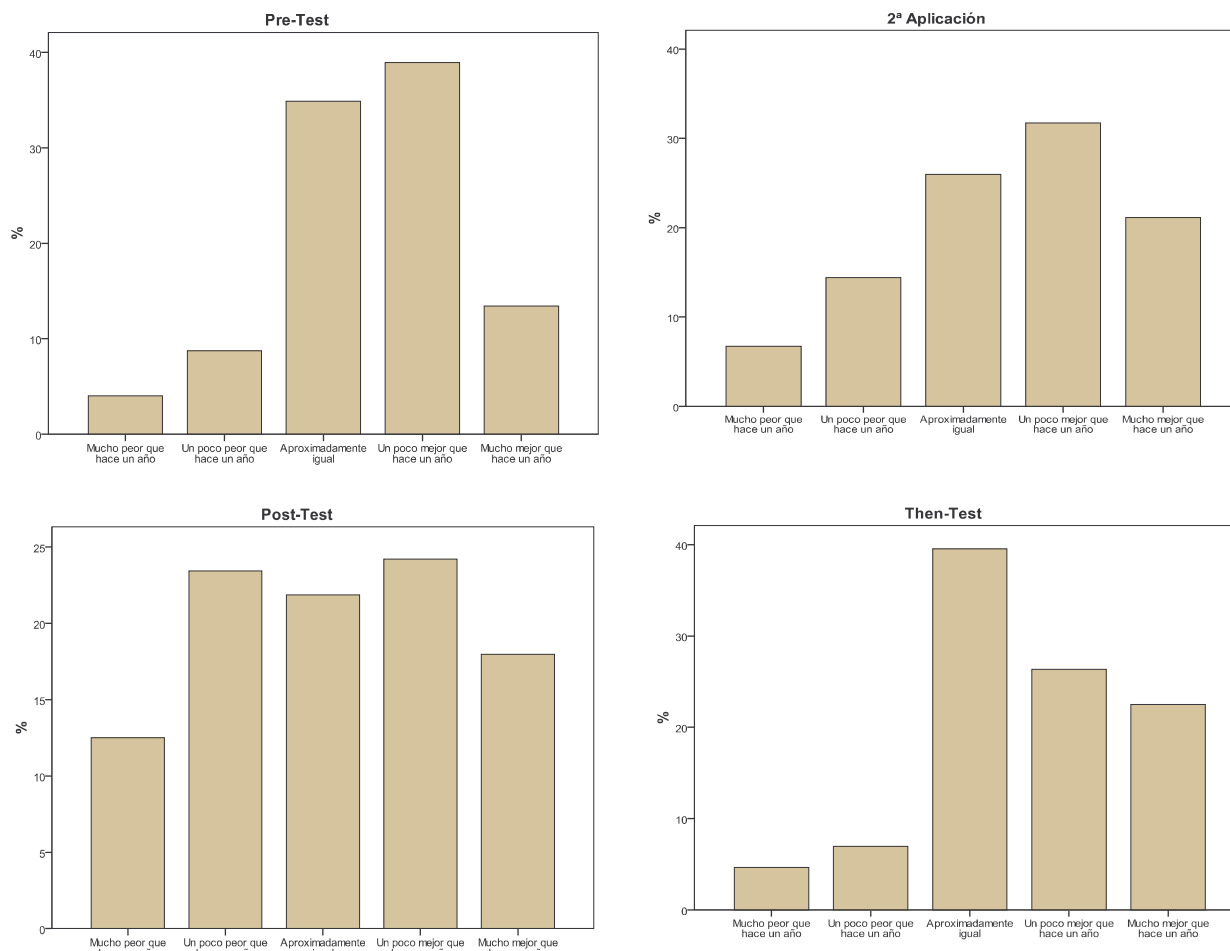 Pre-Test
40
30
20
10
0
%
Mucho peor que
hace un año
Un poco peor que
hace un año
Aproximadamente
igual
Un poco mejor que
hace un año
Mucho mejor que
hace un año
2ª Aplicación
40
30
20
10
0
%
Mucho peor que
hace un año
Un poco peor que
hace un año
Aproximadamente
igual
Un poco mejor que
hace un año
Mucho mejor que
hace un año
Post-Test
25
20
15
10
5
0
%
Mucho peor que
Un poco peor que
Aproximadamente
Un poco mejor que
Mucho mejor que
Then-Test
40
30
20
10
0
%
Mucho peor que
hace un año
Un poco peor que
hace un año
Aproximadamente
igual
Un poco mejor que
hace un año
Mucho mejor que
hace un año